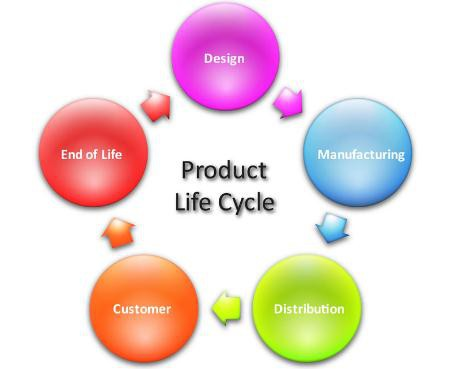 Design
Manufacturing
Distribution
Customer
End of Life
Product
Life Cycle